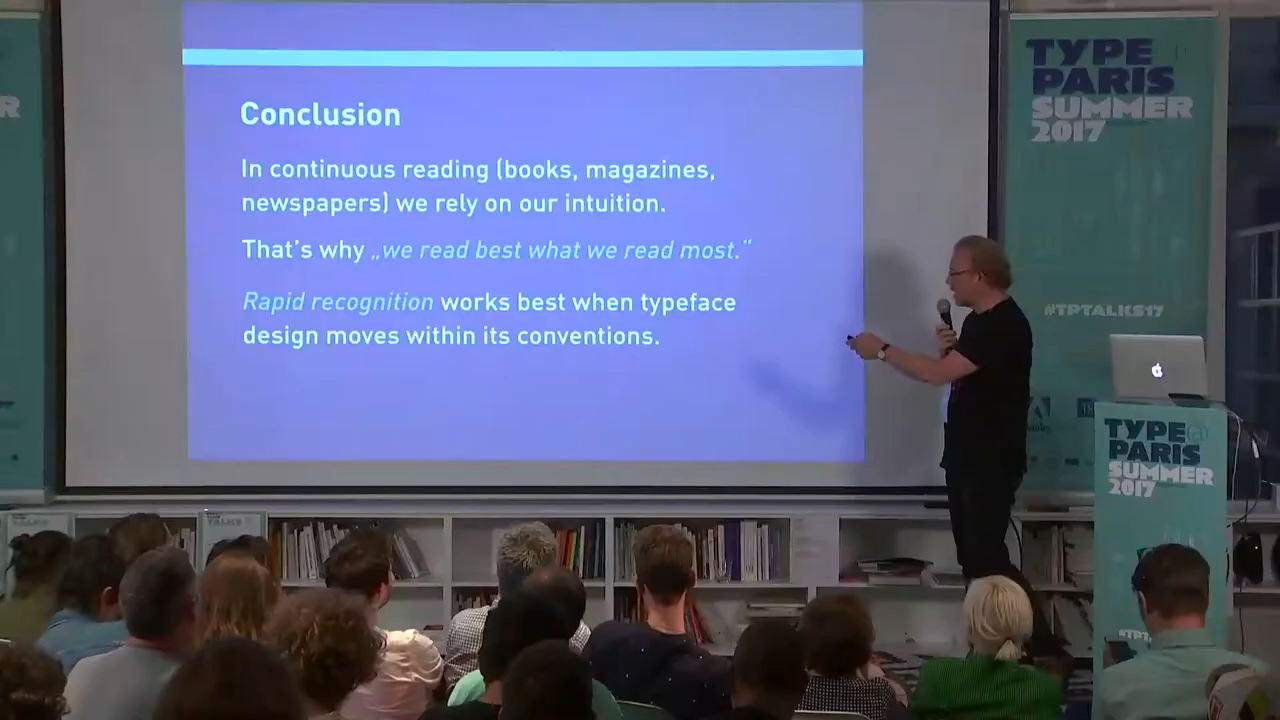 Conclusion
In continuous reading (books, magazines,
newspapers) we rely on our intuition.
That's why „we read best what we read most.“
Rapid recognition works best when typeface
design moves within its conventions.
TYPE
PARIS
SUMMER
2017
#TPTALKS17
TYPE
PARIS
SUMMER
2017